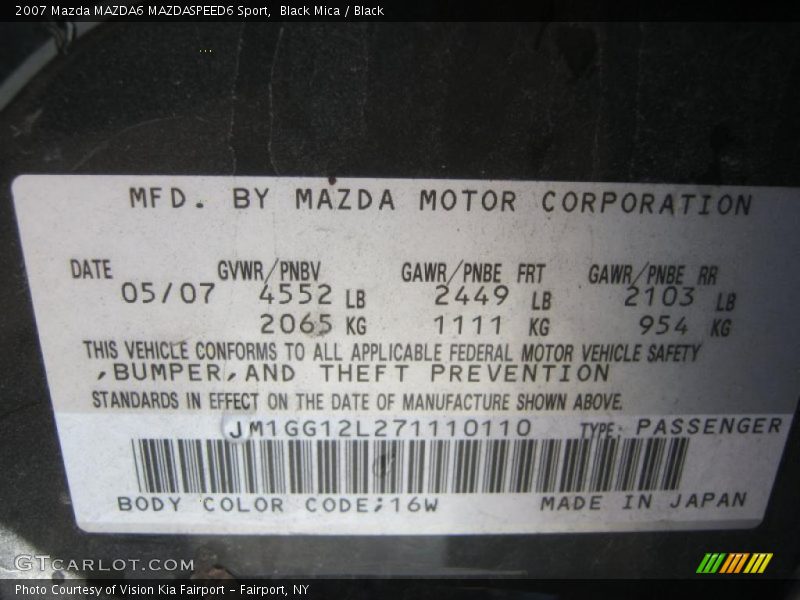 2007 Mazda MAZDA6 MAZDASPEED6 Sport, Black Mica / Black
MFD. BY MAZDA MOTOR CORPORATION
DATE GVWR/PNBV GAWR/PNBE FRT GAWR/PNBE RR
05/07 4552 LB 2449 LB 2103 LB
2065 KG 1111 KG 954 KG
THIS VEHICLE CONFORMS TO ALL APPLICABLE FEDERAL MOTOR VEHICLE SAFETY
,BUMPER,AND THEFT PREVENTION
STANDARDS IN EFFECT ON THE DATE OF MANUFACTURE SHOWN ABOVE.
JM1GG12L271110110 TYPE: PASSENGER
BODY COLOR CODE;16W MADE IN JAPAN
GTCARLOT.COM
Photo Courtesy of Vision Kia Fairport - Fairport, NY